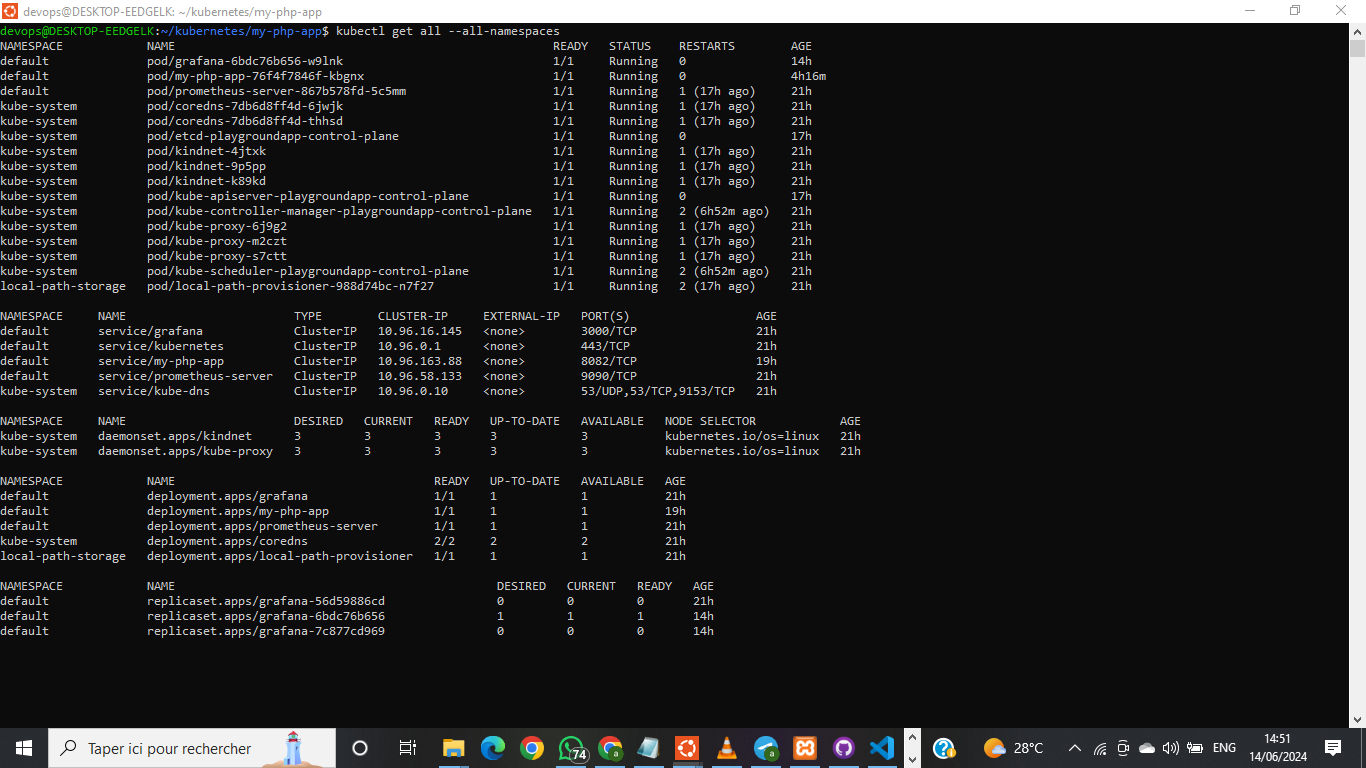 devops@DESKTOP-EEDGELK: ~/kubernetes/my-php-app
devops@DESKTOP-EEDGELK:~/kubernetes/my-php-app$ kubectl get all --all-namespaces
NAMESPACE NAME READY STATUS RESTARTS AGE
default pod/grafana-6bdc76b656-w9lnk 1/1 Running 0 14h
default pod/my-php-app-76f4f7846f-kbgnx 1/1 Running 0 4h16m
default pod/prometheus-server-867b578fd-5c5mm 1/1 Running 1 (17h ago) 21h
kube-system pod/coredns-7db6d8ff4d-6jwjk 1/1 Running 1 (17h ago) 21h
kube-system pod/coredns-7db6d8ff4d-thhsd 1/1 Running 1 (17h ago) 21h
kube-system pod/etcd-playgroundapp-control-plane 1/1 Running 0 17h
kube-system pod/kindnet-4jtxk 1/1 Running 1 (17h ago) 21h
kube-system pod/kindnet-9p5pp 1/1 Running 1 (17h ago) 21h
kube-system pod/kindnet-k89kd 1/1 Running 1 (17h ago) 21h
kube-system pod/kube-apiserver-playgroundapp-control-plane 1/1 Running 0 17h
kube-system pod/kube-controller-manager-playgroundapp-control-plane 1/1 Running 2 (6h52m ago) 21h
kube-system pod/kube-proxy-6j9g2 1/1 Running 1 (17h ago) 21h
kube-system pod/kube-proxy-m2czt 1/1 Running 1 (17h ago) 21h
kube-system pod/kube-proxy-s7ctt 1/1 Running 1 (17h ago) 21h
kube-system pod/kube-scheduler-playgroundapp-control-plane 1/1 Running 2 (6h52m ago) 21h
local-path-storage pod/local-path-provisioner-988d74bc-n7f27 1/1 Running 2 (17h ago) 21h
NAMESPACE NAME TYPE CLUSTER-IP EXTERNAL-IP PORT(S) AGE
default service/grafana ClusterIP 10.96.16.145 <none> 3000/TCP 21h
default service/kubernetes ClusterIP 10.96.0.1 <none> 443/TCP 21h
default service/my-php-app ClusterIP 10.96.163.88 <none> 8082/TCP 19h
default service/prometheus-server ClusterIP 10.96.58.133 <none> 9090/TCP 21h
kube-system service/kube-dns ClusterIP 10.96.0.10 <none> 53/UDP,53/TCP,9153/TCP 21h
NAMESPACE NAME DESIRED CURRENT READY UP-TO-DATE AVAILABLE NODE SELECTOR AGE
kube-system daemonset.apps/kindnet 3 3 3 3 3 kubernetes.io/os=linux 21h
kube-system daemonset.apps/kube-proxy 3 3 3 3 3 kubernetes.io/os=linux 21h
NAMESPACE NAME READY UP-TO-DATE AVAILABLE AGE
default deployment.apps/grafana 1/1 1 1 21h
default deployment.apps/my-php-app 1/1 1 1 19h
default deployment.apps/prometheus-server 1/1 1 1 21h
kube-system deployment.apps/coredns 2/2 2 2 21h
local-path-storage deployment.apps/local-path-provisioner 1/1 1 1 21h
NAMESPACE NAME DESIRED CURRENT READY AGE
default replicaset.apps/grafana-56d59886cd 0 0 0 21h
default replicaset.apps/grafana-6bdc76b656 1 1 1 14h
default replicaset.apps/grafana-7c877cd969 0 0 0 14h
Taper ici pour rechercher
74
28°C
ENG
14:51
14/06/2024